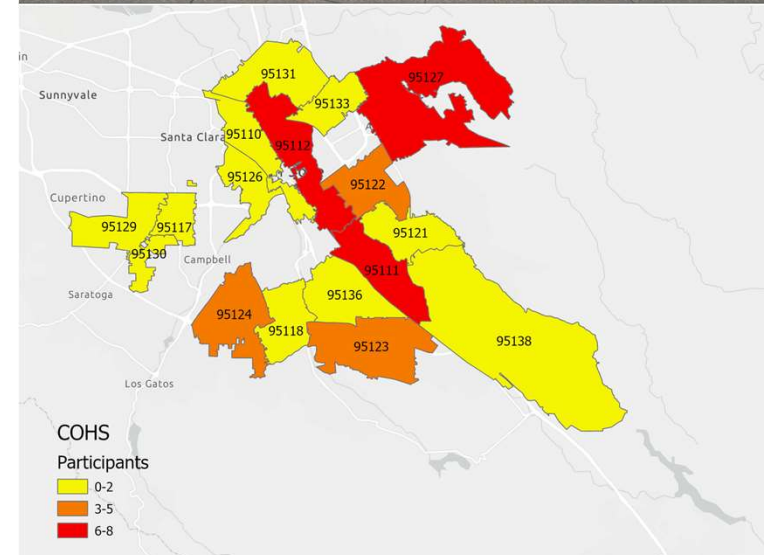 in
95131
95127
Sunnyvale
95133
95110
Santa Clara
95112
95126
95122
Cupertino
95129
95117
95121
95130
Campbell
95111
Saratoga
95136
95124
95118
95123
95138
Los Gatos
COHS
Participants
0-2
3-5
6-8